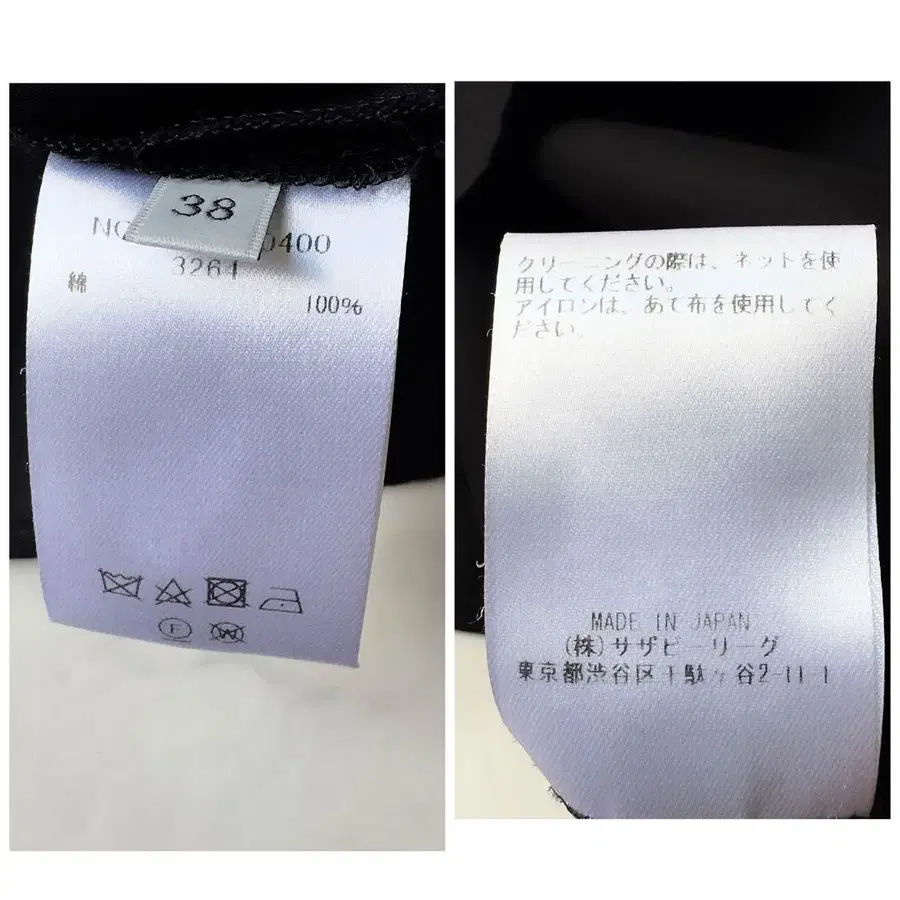 38
NO 0400
3264
綿
100%
F
W
クリーニングの際は、ネットを使
用してください。
アイロンは、あて布を使用してく
ださい。
MADE IN JAPAN
(株)サザビーリーグ
東京都渋谷区千駄ヶ谷2-11-1